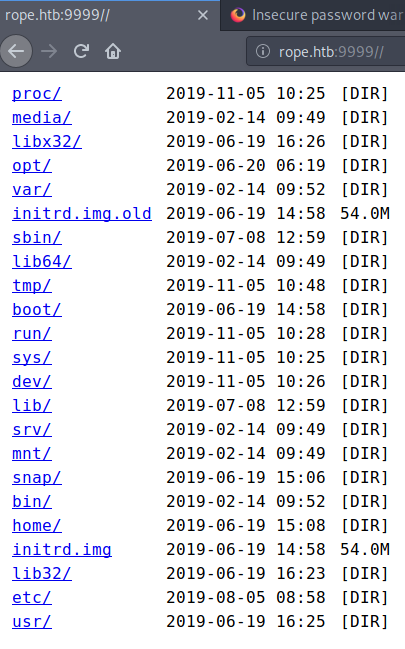 rope.htb:9999//
Insecure password war
rope.htb:9999//
proc/ 2019-11-05 10:25 [DIR]
media/ 2019-02-14 09:49 [DIR]
libx32/ 2019-06-19 16:26 [DIR]
opt/ 2019-06-20 06:19 [DIR]
var/ 2019-02-14 09:52 [DIR]
initrd.img.old 2019-06-19 14:58 54.0M
sbin/ 2019-07-08 12:59 [DIR]
lib64/ 2019-02-14 09:49 [DIR]
tmp/ 2019-11-05 10:48 [DIR]
boot/ 2019-06-19 14:58 [DIR]
run/ 2019-11-05 10:28 [DIR]
sys/ 2019-11-05 10:25 [DIR]
dev/ 2019-11-05 10:26 [DIR]
lib/ 2019-07-08 12:59 [DIR]
srv/ 2019-02-14 09:49 [DIR]
mnt/ 2019-02-14 09:49 [DIR]
snap/ 2019-06-19 15:06 [DIR]
bin/ 2019-02-14 09:52 [DIR]
home/ 2019-06-19 15:08 [DIR]
initrd.img 2019-06-19 14:58 54.0M
lib32/ 2019-06-19 16:23 [DIR]
etc/ 2019-08-05 08:58 [DIR]
usr/ 2019-06-19 16:25 [DIR]